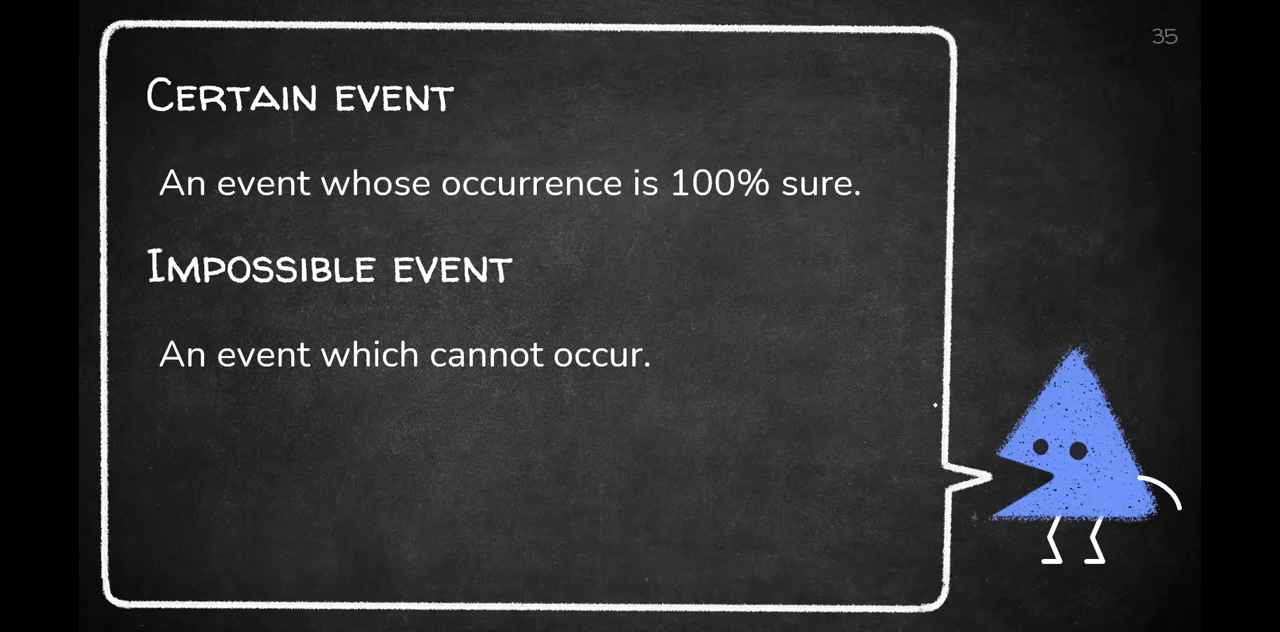 35
Certain event
An event whose occurrence is 100% sure.
Impossible event
An event which cannot occur.